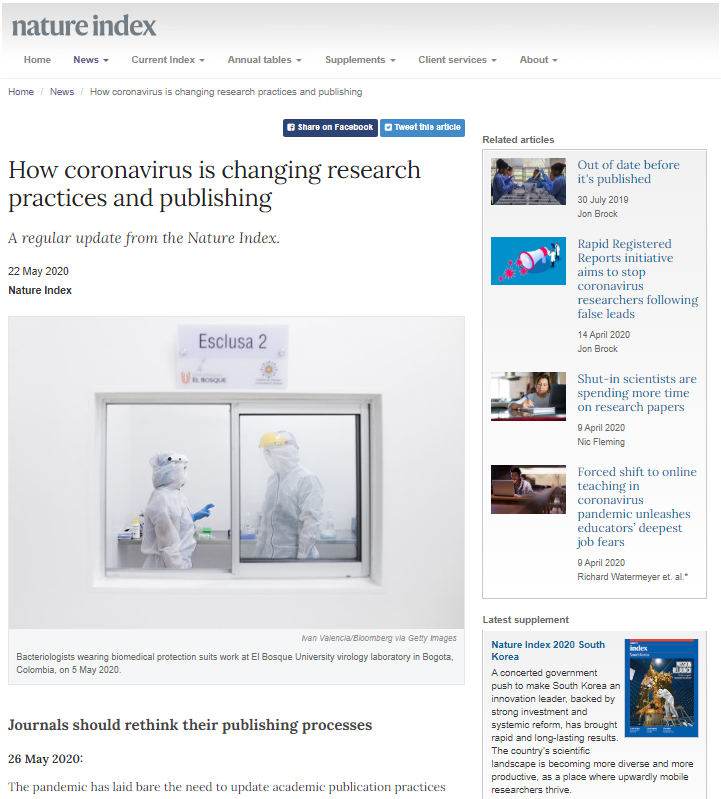 nature index
Home News Current Index Annual tables Supplements Client services About
Home / News / How coronavirus is changing research practices and publishing
Share on Facebook Tweet this article
How coronavirus is changing research
practices and publishing
A regular update from the Nature Index.
22 May 2020
Nature Index
Esclusa 2
EL BOSQUE
Ivan Valencia/Bloomberg via Getty Images
Bacteriologists wearing biomedical protection suits work at El Bosque University virology laboratory in Bogota,
Colombia, on 5 May 2020.
Journals should rethink their publishing processes
26 May 2020:
The pandemic has laid bare the need to update academic publication practices
Related articles
Out of date before
it's published
30 July 2019
Jon Brock
Rapid Registered
Reports initiative
aims to stop
coronavirus
researchers following
false leads
14 April 2020
Jon Brock
Shut-in scientists are
spending more time
on research papers
9 April 2020
Nic Fleming
Forced shift to online
teaching in
coronavirus
pandemic unleashes
educators' deepest
job fears
9 April 2020
Richard Watermeyer et. al.*
Latest supplement
Nature Index 2020 South
Korea
A concerted government
push to make South Korea an
innovation leader, backed by
strong investment and
systemic reform, has brought
rapid and long-lasting results.
The country's scientific
landscape is becoming more diverse and more
productive, as a place where upwardly mobile
researchers thrive.
index
MISSION
RELAUNCH